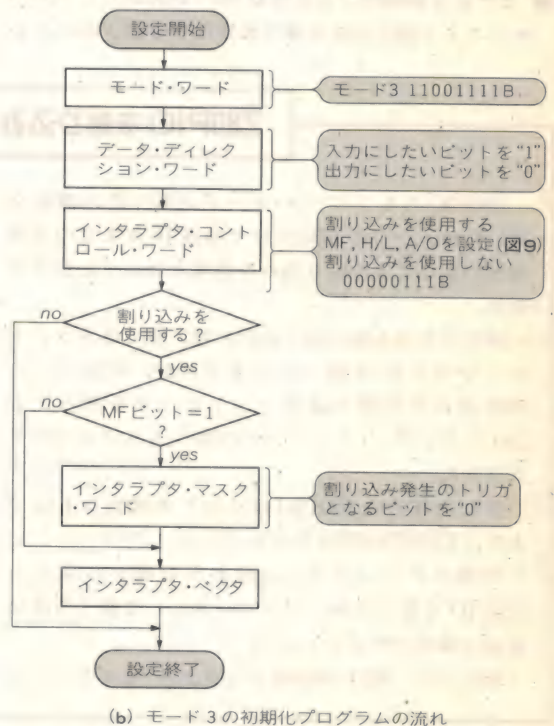 設定開始
モード・ワード
モード3 11001111B
データ・ディレク
ション・ワード
入力にしたいビットを“1”
出力にしたいビットを“0”
インタラプタ・コント
ロール・ワード
割り込みを使用する
MF, H/L, A/Oを設定(図9)
割り込みを使用しない
00000111B
no
割り込みを
使用する?
yes
no
MFビット=1
?
yes
インタラプタ・マスク
・ワード
割り込み発生のトリガ
となるビットを“0”
インタラプタ・ベクタ
設定終了
(b) モード3の初期化プログラムの流れ